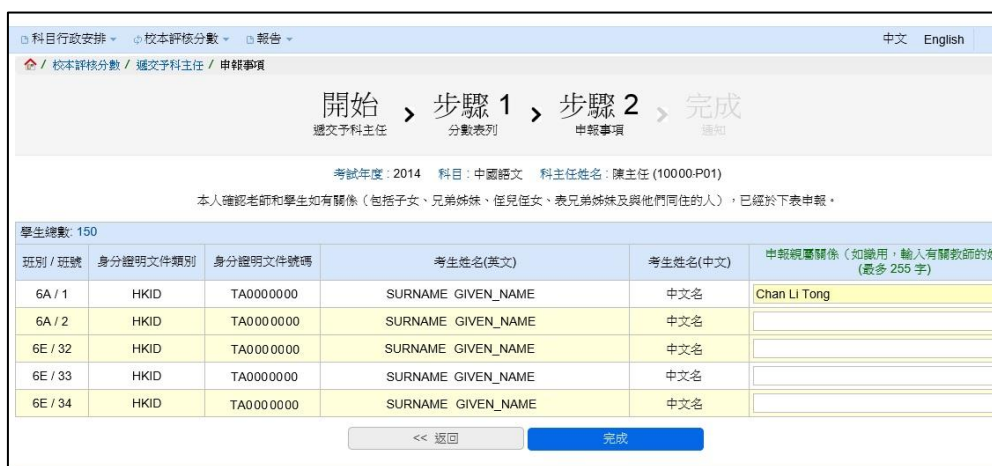 科目行政安排 校本評核分數 報告 中文 English
/ 校本評核分數 / 遞交予科主任 / 申報事項
開始 › 步驟 1 › 步驟 2 › 完成
遞交予科主任 分數表列 申報事項 通知
考試年度 : 2014 科目 : 中國語文 科主任姓名 : 陳主任 (10000-P01)
本人確認老師和學生如有關係（包括子女、兄弟姊妹、侄兒侄女、表兄弟姊妹及與他們同住的人），已經於下表申報。
學生總數: 150
班別 / 班號 身分證明文件類別 身分證明文件號碼 考生姓名(英文) 考生姓名(中文) 申報親屬關係（如適用，輸入有關教師的
(最多 255 字)
6A / 1 HKID TA0000000 SURNAME GIVEN_NAME 中文名 Chan Li Tong
6A / 2 HKID TA0000000 SURNAME GIVEN_NAME 中文名
6E / 32 HKID TA0000000 SURNAME GIVEN_NAME 中文名
6E / 33 HKID TA0000000 SURNAME GIVEN_NAME 中文名
6E / 34 HKID TA0000000 SURNAME GIVEN_NAME 中文名
<< 返回 完成